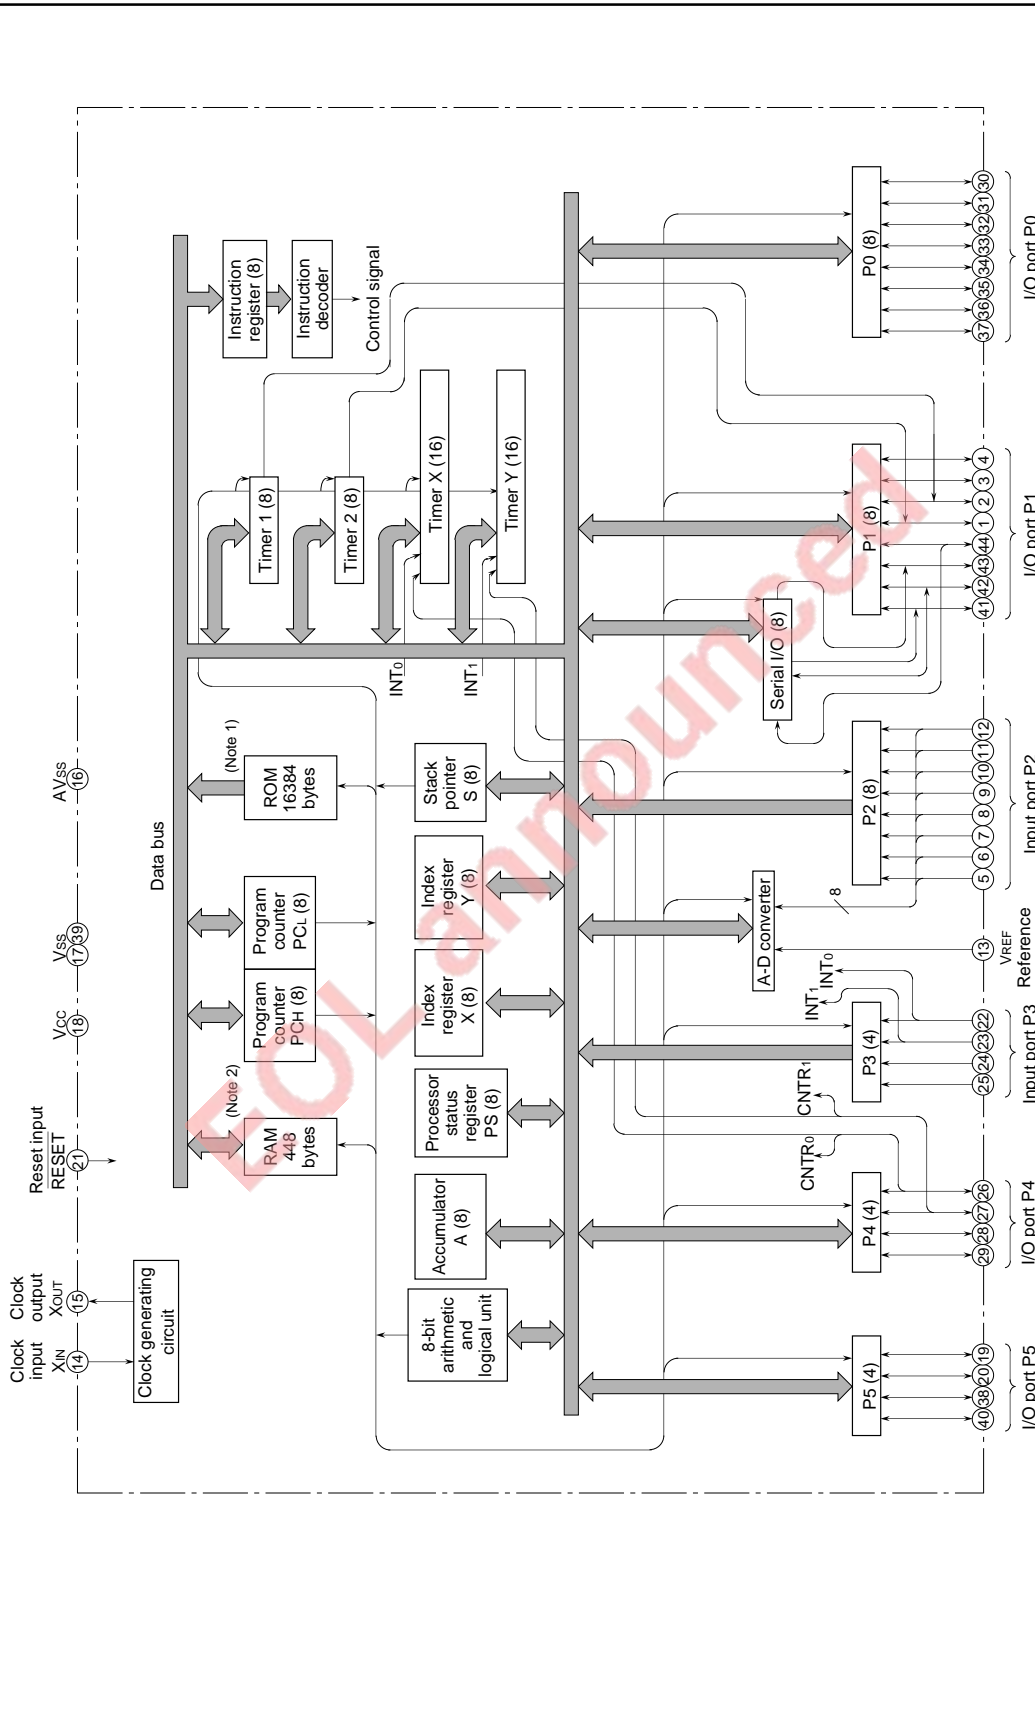 Clock
input
XIN
14
Clock
output
XOUT
15
Reset input
RESET
21
VCC
18
VSS
17
39
AVSS
16
Clock generating
circuit
Data bus
RAM
448
bytes
(Note 2)
Program
counter
PCH (8)
Program
counter
PCL (8)
ROM
16384
bytes
(Note 1)
Instruction
register (8)
Instruction
decoder
Control signal
Timer 1 (8)
Timer 2 (8)
Timer X (16)
Timer Y (16)
INT0
INT1
8-bit
arithmetic
and
logical unit
Accumulator
A (8)
Processor
status
register
PS (8)
Index
register
X (8)
Index
register
Y (8)
Stack
pointer
S (8)
CNTR0
CNTR1
INT1
INT0
A-D converter
8
Serial I/O (8)
P5 (4)
P4 (4)
P3 (4)
P2 (8)
P1 (8)
P0 (8)
40 38 20 19
29 28 27 26
25 24 23 22
13
5 6 7 8 9 10 11 12
41 42 43 44 1 2 3 4
37 36 35 34 33 32 31 30
I/O port P5
I/O port P4
Input port P3
VREF
Reference
Input port P2
I/O port P1
I/O port P0
EOL announced